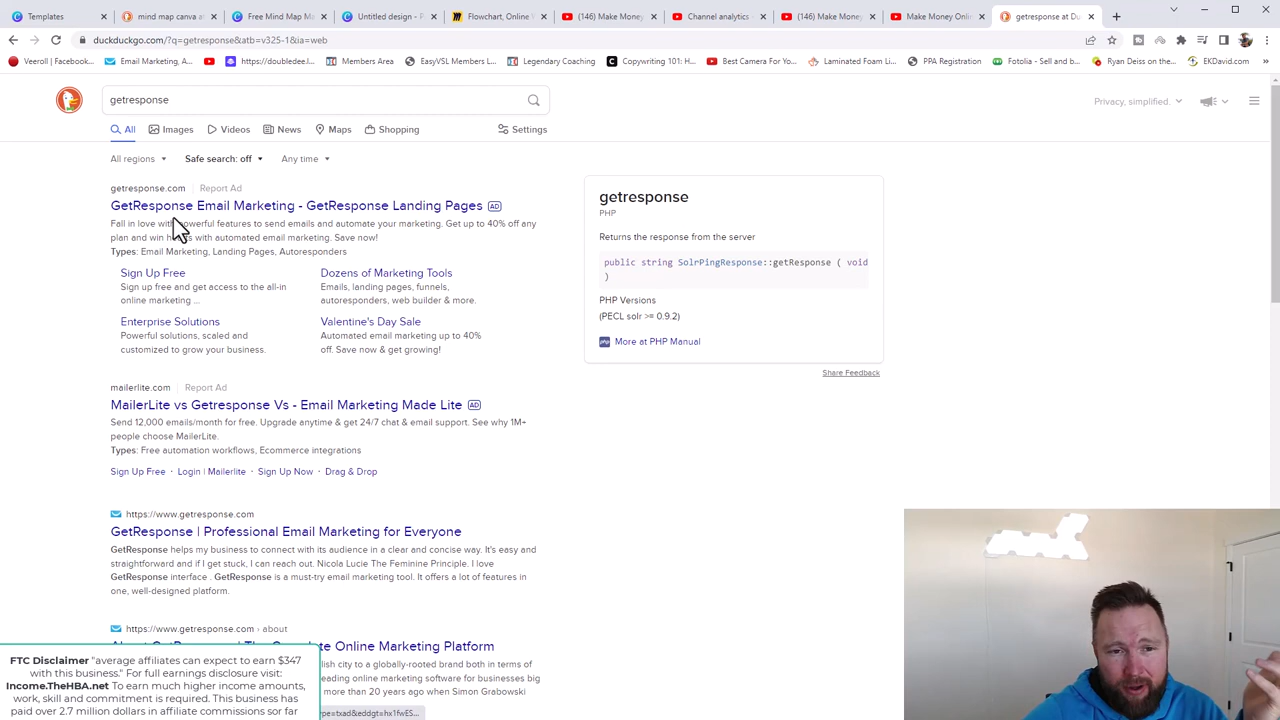 Templates
mind map canva at
Free Mind Map Ma
Untitled design - P
Flowchart, Online
(146) Make Money
Channel analytics
(146) Make Money
Make Money Onlin
getresponse at Du
duckduckgo.com/?q=getresponse&atb=v325-1&ia=web
Veeroll | Facebook...
Email Marketing, A...
https://doubledee.l...
Members Area
EasyVSL Members L...
Legendary Coaching
Copywriting 101: H...
Best Camera For Yo...
Laminated Foam Li...
PPA Registration
Fotolia - Sell and b...
Ryan Deiss on the...
EKDavid.com
getresponse
Privacy, simplified.
All
Images
Videos
News
Maps
Shopping
Settings
All regions
Safe search: off
Any time
getresponse.com
Report Ad
GetResponse Email Marketing - GetResponse Landing Pages AD
Fall in love with powerful features to send emails and automate your marketing. Get up to 40% off any
plan and win hearts with automated email marketing. Save now!
Types: Email Marketing, Landing Pages, Autoresponders
Sign Up Free
Sign up free and get access to the all-in
online marketing ...
Dozens of Marketing Tools
Emails, landing pages, funnels,
autoresponders, web builder & more.
Enterprise Solutions
Powerful solutions, scaled and
customized to grow your business.
Valentine's Day Sale
Automated email marketing up to 40%
off. Save now & get growing!
mailerlite.com
Report Ad
MailerLite vs Getresponse Vs - Email Marketing Made Lite AD
Send 12,000 emails/month for free. Upgrade anytime & get 24/7 chat & email support. See why 1M+
people choose MailerLite.
Types: Free automation workflows, Ecommerce integrations
Sign Up Free · Login | Mailerlite · Sign Up Now · Drag & Drop
https://www.getresponse.com
GetResponse | Professional Email Marketing for Everyone
GetResponse helps my business to connect with its audience in a clear and concise way. It's easy and
straightforward and if I get stuck, I can reach out. Nicola Lucie The Feminine Principle. I love
GetResponse interface . GetResponse is a must-try email marketing tool. It offers a lot of features in
one, well-designed platform.
https://www.getresponse.com › about
Online Marketing Platform
lish city to a globally-rooted brand both in terms of
eading online marketing software for businesses big
more than 20 years ago when Simon Grabowski
ype=txad&eddgt=hx1fwES...
getresponse
PHP
Returns the response from the server
public string SolrPingResponse::getResponse ( void
)
PHP Versions
(PECL solr >= 0.9.2)
More at PHP Manual
Share Feedback
FTC Disclaimer "average affiliates can expect to earn $347
with this business." For full earnings disclosure visit:
Income.TheHBA.net To earn much higher income amounts,
work, skill and commitment is required. This business has
paid over 2.7 million dollars in affiliate commissions sor far